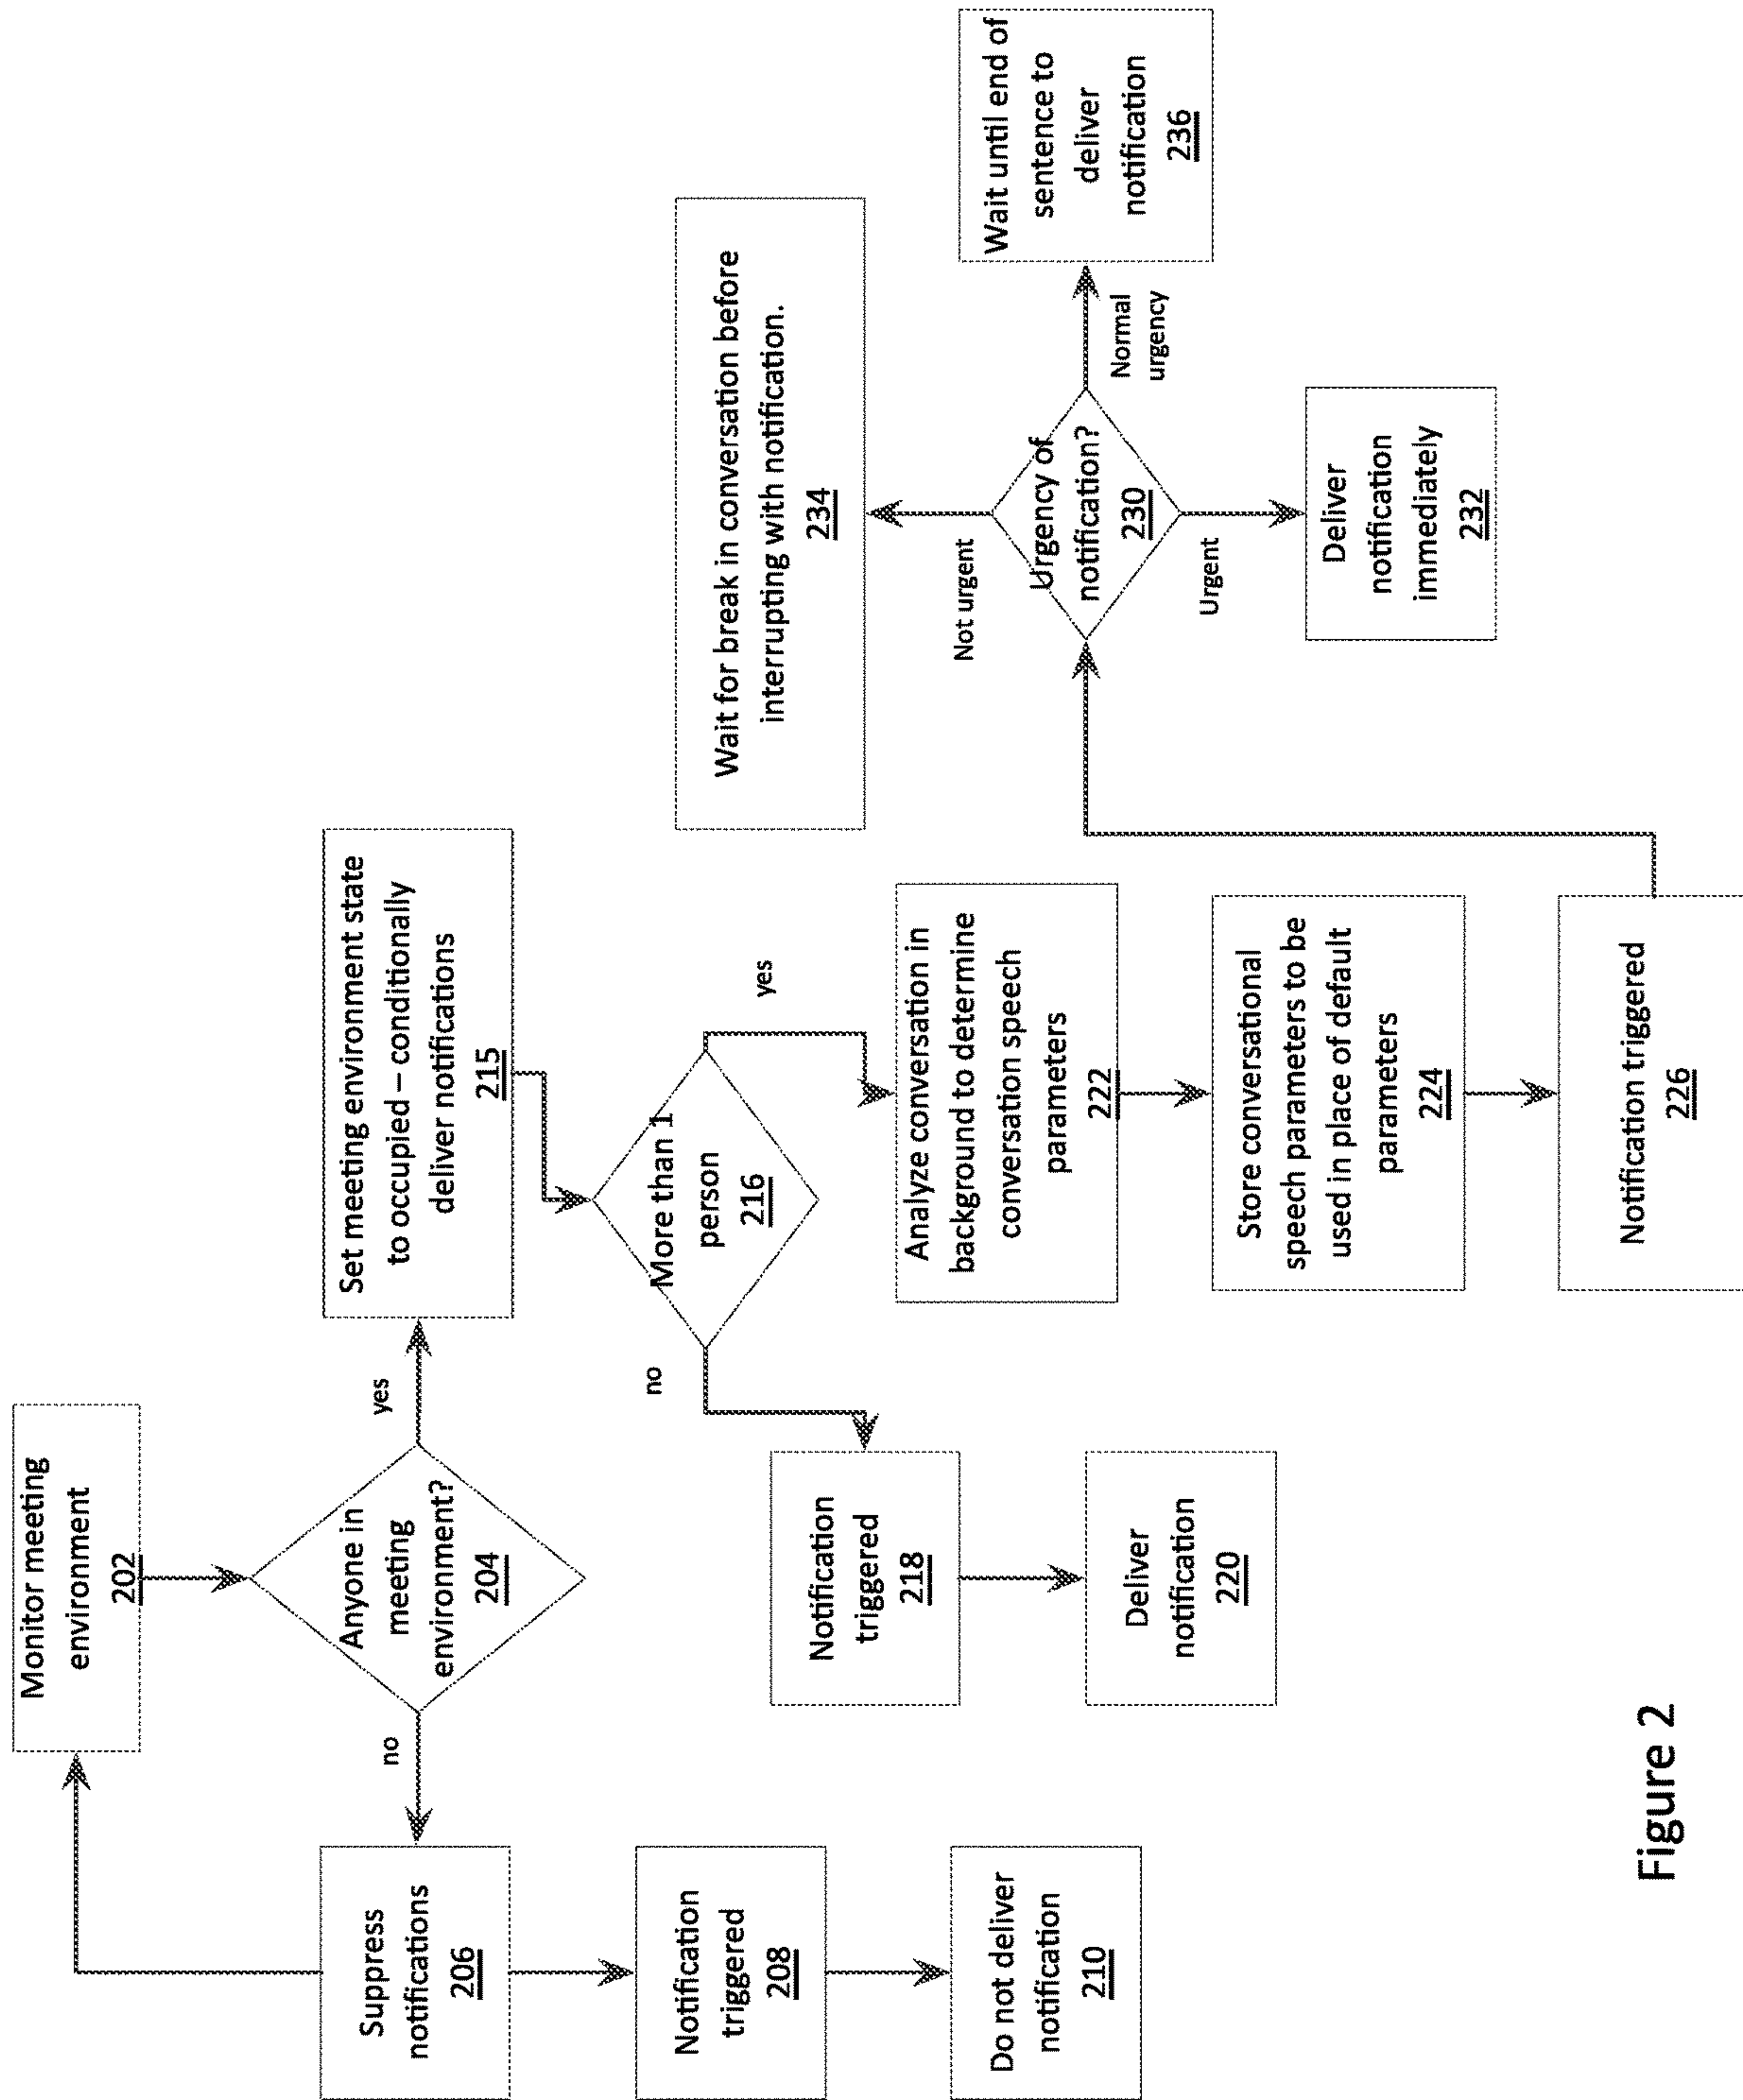 Monitor meeting
environment
202
Anyone in
meeting
environment?
204
no
yes
Suppress
notifications
206
Notification
triggered
208
Do not deliver
notification
210
Set meeting environment state
to occupied – conditionally
deliver notifications
215
More than 1
person
216
no
yes
Notification
triggered
218
Deliver
notification
220
Analyze conversation in
background to determine
conversation speech
parameters
222
Store conversational
speech parameters to be
used in place of default
parameters
224
Notification triggered
226
Urgency of
notification?
230
Not urgent
Normal
urgency
Urgent
Wait for break in conversation before
interrupting with notification.
234
Wait until end of
sentence to
deliver
notification
236
Deliver
notification
immediately
232
Figure 2